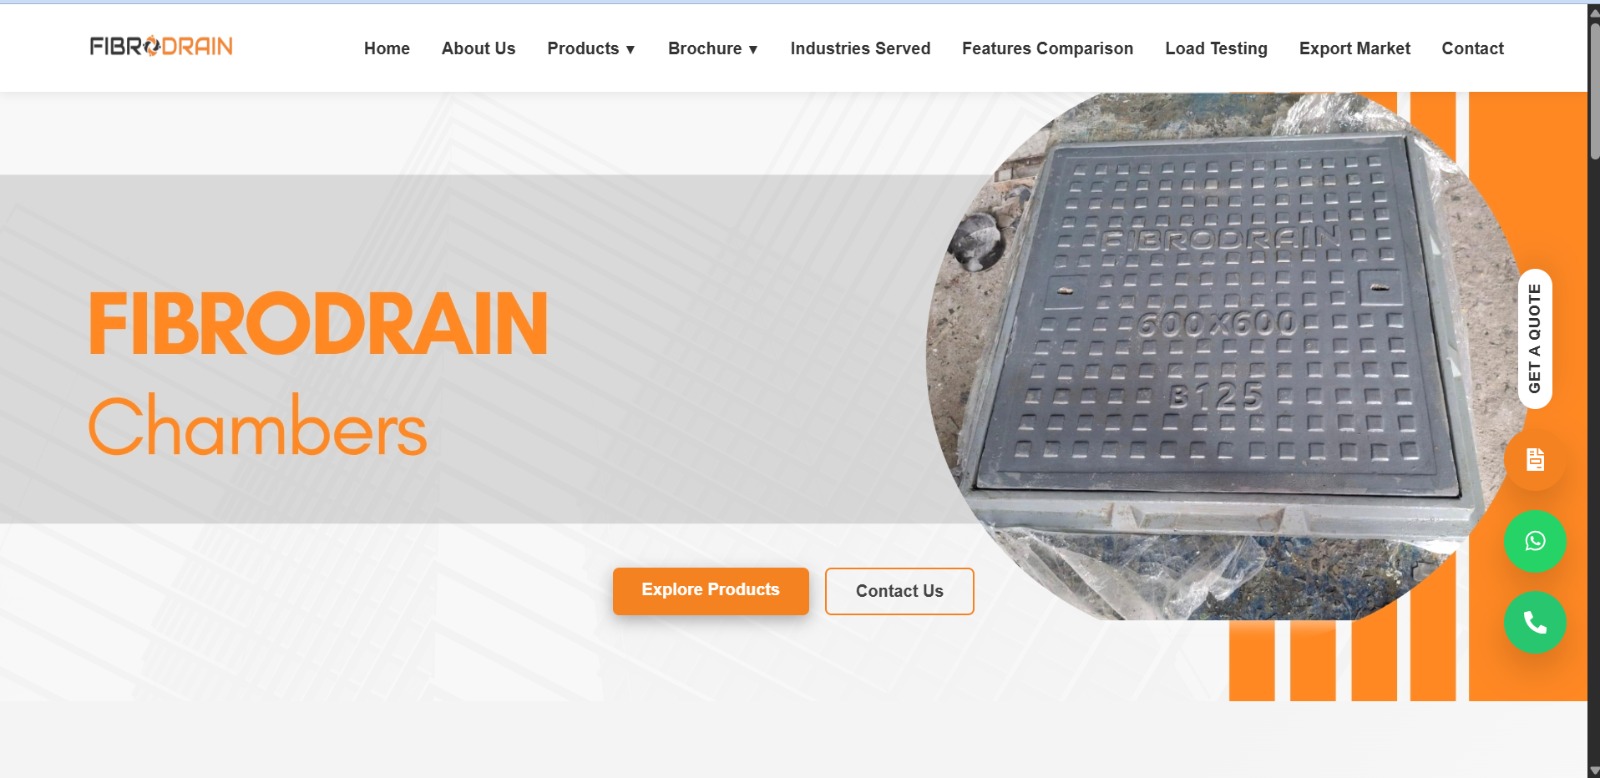 FIBRODRAIN
Home
About Us
Products ▼
Brochure ▼
Industries Served
Features Comparison
Load Testing
Export Market
Contact
FIBRODRAIN
Chambers
FIBRODRAIN
600x600
B125
Explore Products
Contact Us
GET A QUOTE